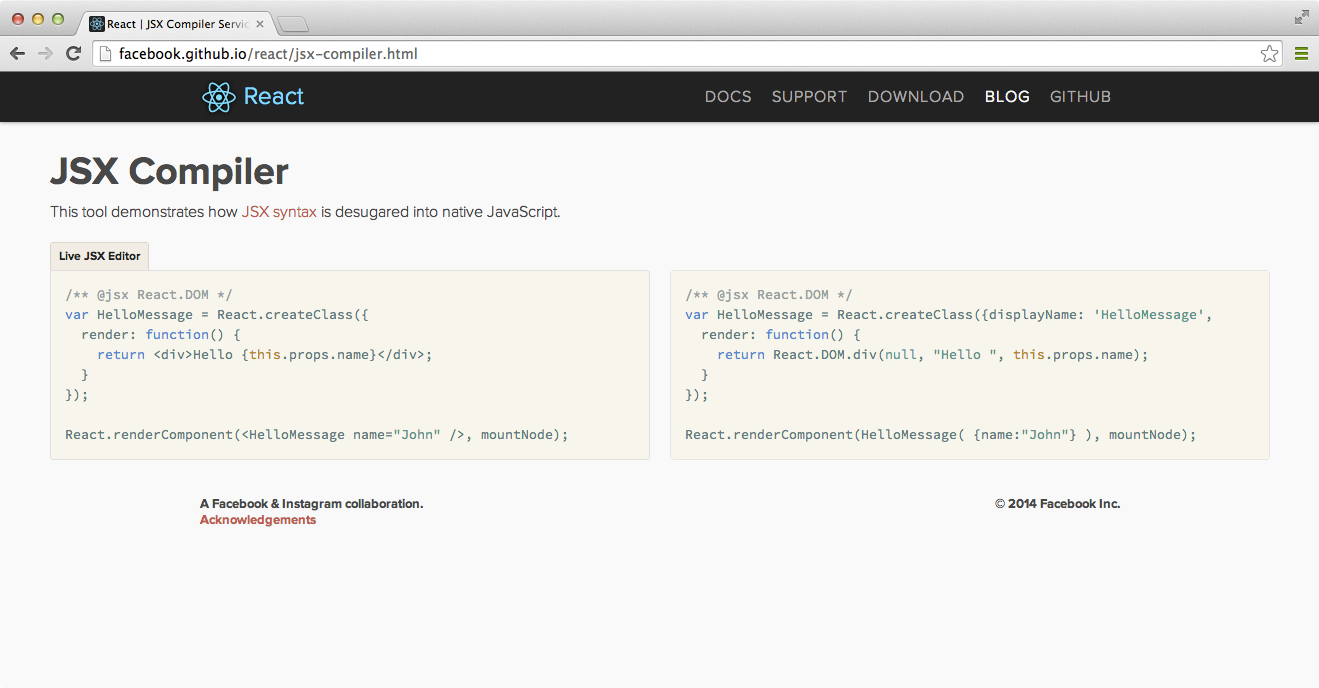 React | JSX Compiler Servic
facebook.github.io/react/jsx-compiler.html
React
DOCS SUPPORT DOWNLOAD BLOG GITHUB
JSX Compiler
This tool demonstrates how JSX syntax is desugared into native JavaScript.
Live JSX Editor
/** @jsx React.DOM */
var HelloMessage = React.createClass({
  render: function() {
    return <div>Hello {this.props.name}</div>;
  }
});

React.renderComponent(<HelloMessage name="John" />, mountNode);
/** @jsx React.DOM */
var HelloMessage = React.createClass({displayName: 'HelloMessage',
  render: function() {
    return React.DOM.div(null, "Hello ", this.props.name);
  }
});

React.renderComponent(HelloMessage( {name:"John"} ), mountNode);
A Facebook & Instagram collaboration.
Acknowledgements
© 2014 Facebook Inc.